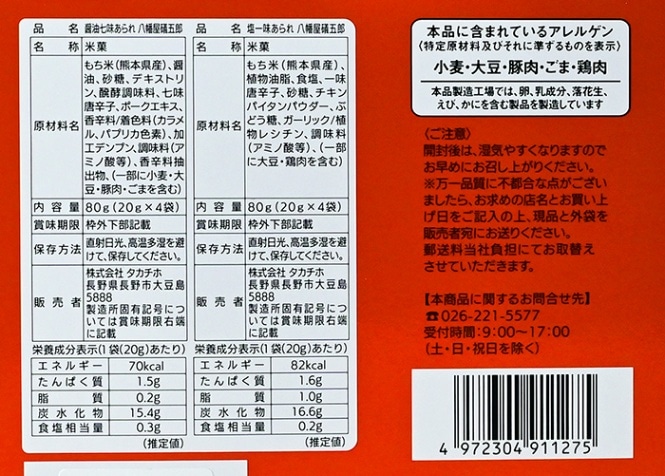 品名 醤油七味あられ 八幡屋礒五郎
名称 米菓
原材料名 もち米(熊本県産)、醤
油、砂糖、デキストリ
ン、醗酵調味料、七味
唐辛子、ポークエキス・
香辛料/着色料(カラメ
ル、パプリカ色素)、加
工デンプン、調味料(ア
ミノ酸等)、香辛料抽
出物、(一部に小麦・大
豆・豚肉・ごまを含む)
内容量 80g(20g×4袋)
賞味期限 枠外下部記載
保存方法 直射日光、高温多湿を避
けて、保存してください。
販売者 株式会社 タカチホ
長野県長野市大豆島
5888
製造所固有記号につ
いては賞味期限右端
に記載
栄養成分表示(1袋(20g)あたり)
エネルギー 70kcal
たんぱく質 1.5g
脂質 0.2g
炭水化物 15.4g
食塩相当量 0.3g
(推定値)
品名 塩一味あられ 八幡屋礒五郎
名称 米菓
原材料名 もち米(熊本県産)、
植物油脂、食塩、一味
唐辛子、砂糖、チキン
パイタンパウダー、ぶ
どう糖、ガーリック/植
物レシチン、調味料
(アミノ酸等)、(一部
に大豆・鶏肉を含む)
内容量 80g(20g×4袋)
賞味期限 枠外下部記載
保存方法 直射日光、高温多湿を避
けて、保存してください。
販売者 株式会社 タカチホ
長野県長野市大豆島
5888
製造所固有記号につ
いては賞味期限右端
に記載
栄養成分表示(1袋(20g)あたり)
エネルギー 82kcal
たんぱく質 1.6g
脂質 1.0g
炭水化物 16.6g
食塩相当量 0.2g
(推定値)
本品に含まれているアレルゲン
(特定原材料及びそれに準ずるものを表示)
小麦・大豆・豚肉・ごま・鶏肉
本品製造工場では、卵、乳成分、落花生、
えび、かにを含む製品を製造しています
〈ご注意〉
開封後は、湿気やすくなりますので
お早めにお召し上がりください。
※万一品質に不都合な点がござい
ましたら、お求めの店名とお買い上
げ日をご記入の上、現品と外袋を
販売者宛にお送りください。
郵送料当社負担にてお取替え
させていただきます。
【本商品に関するお問合せ先】
☎026-221-5577
受付時間:9:00〜17:00
(土・日・祝日を除く)
4 972304 911275